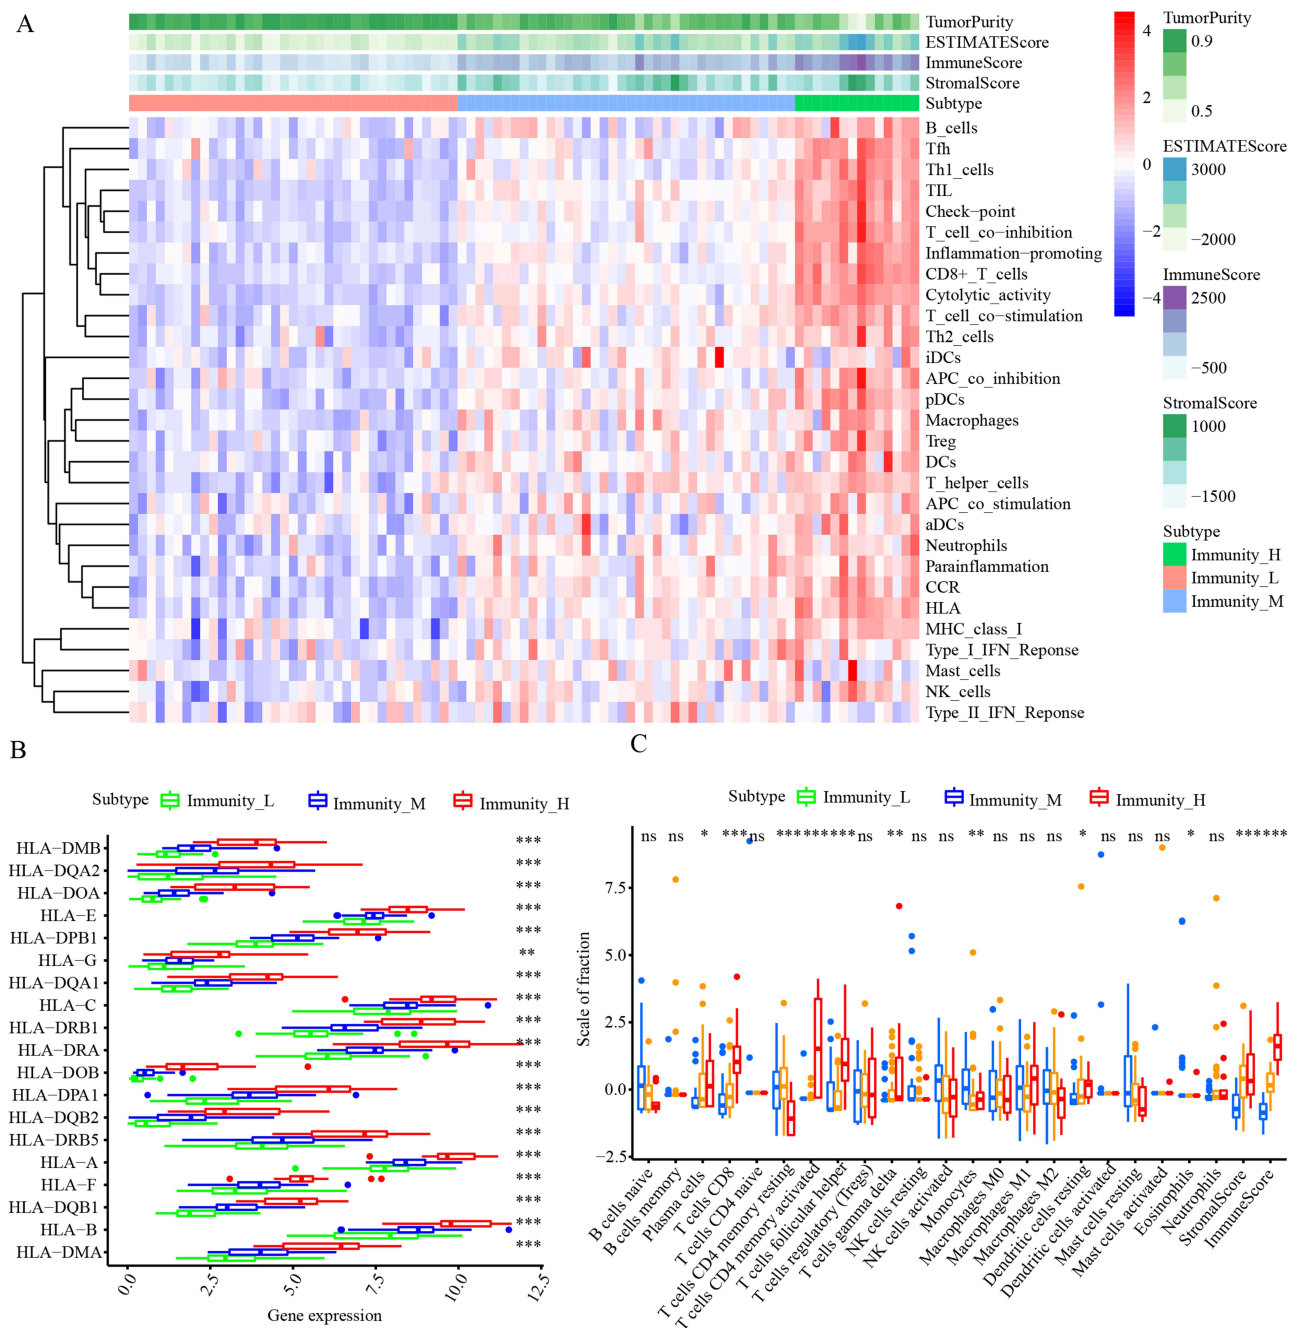 A
TumorPurity
ESTIMATEScore
ImmuneScore
StromalScore
Subtype
B_cells
Tfh
Th1_cells
TIL
Check−point
T_cell_co−inhibition
Inflammation−promoting
CD8+_T_cells
Cytolytic_activity
T_cell_co−stimulation
Th2_cells
iDCs
APC_co_inhibition
pDCs
Macrophages
Treg
DCs
T_helper_cells
APC_co_stimulation
aDCs
Neutrophils
Parainflammation
CCR
HLA
MHC_class_I
Type_I_IFN_Reponse
Mast_cells
NK_cells
Type_II_IFN_Reponse
4
2
0
−2
−4
TumorPurity
0.9
0.5
ESTIMATEScore
3000
−2000
ImmuneScore
2500
−500
StromalScore
1000
−1500
Subtype
Immunity_H
Immunity_L
Immunity_M
B
Subtype Immunity_L Immunity_M Immunity_H
HLA−DMB ***
HLA−DQA2 ***
HLA−DOA ***
HLA−E ***
HLA−DPB1 ***
HLA−G **
HLA−DQA1 ***
HLA−C ***
HLA−DRB1 ***
HLA−DRA ***
HLA−DOB ***
HLA−DPA1 ***
HLA−DQB2 ***
HLA−DRB5 ***
HLA−A ***
HLA−F ***
HLA−DQB1 ***
HLA−B ***
HLA−DMA ***
0.0 2.5 5.0 7.5 10.0 12.5
Gene expression
C
Subtype Immunity_L Immunity_M Immunity_H
ns ns * *** ns *** *** *** ns ** ns ns ** ns ns ns * ns ns ns * ns *** ***
7.5
5.0
2.5
0.0
−2.5
Scale of fraction
B cells naive
B cells memory
Plasma cells
T cells CD8
T cells CD4 naive
T cells CD4 memory resting
T cells CD4 memory activated
T cells follicular helper
T cells regulatory (Tregs)
T cells gamma delta
NK cells resting
NK cells activated
Monocytes
Macrophages M0
Macrophages M1
Macrophages M2
Dendritic cells resting
Dendritic cells activated
Mast cells resting
Mast cells activated
Eosinophils
Neutrophils
StromalScore
ImmuneScore